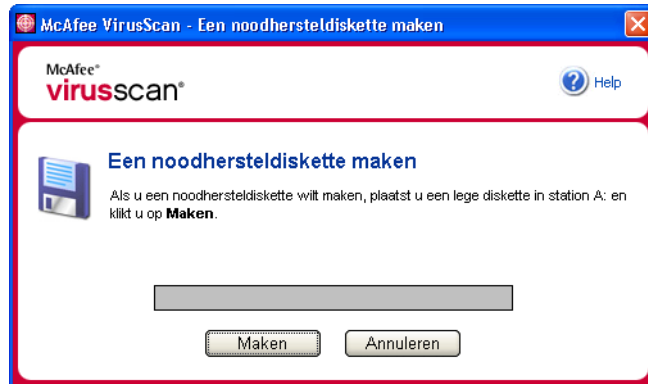 McAfee VirusScan - Een noodhersteldiskette maken
McAfee®
virusscan®
Help
Een noodhersteldiskette maken
Als u een noodhersteldiskette wilt maken, plaatst u een lege diskette in station A: en
klikt u op Maken.
Maken
Annuleren